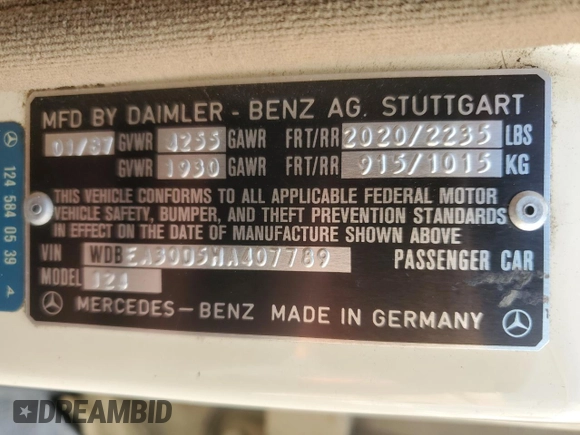 MFD BY DAIMLER - BENZ AG. STUTTGART
01/87 GVWR 4255 GAWR FRT/RR 2020/2235 LBS
GVWR 1930 GAWR FRT/RR 915/1015 KG
THIS VEHICLE CONFORMS TO ALL APPLICABLE FEDERAL MOTOR
VEHICLE SAFETY, BUMPER, AND THEFT PREVENTION STANDARDS
IN EFFECT ON THE DATE OF MANUFACTURE SHOWN ABOVE
VIN WDBEA3005HA407789 PASSENGER CAR
MODEL 124
MERCEDES-BENZ MADE IN GERMANY
124 584 05 39
DREAMBID